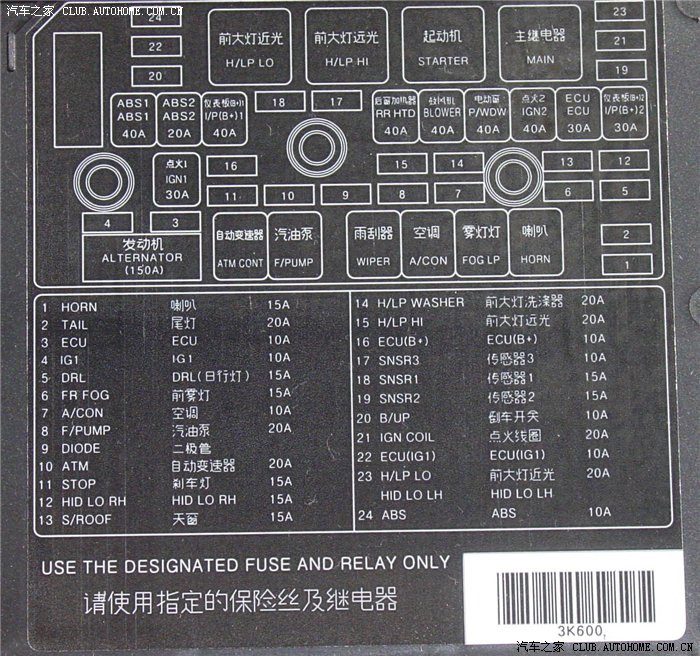 汽车之家 CLUB.AUTOHOME.COM.CN
24
22
20
前大灯近光
H/LP LO
前大灯远光
H/LP HI
起动机
STARTER
主继电器
MAIN
23
21
19
ABS1
ABS1
40A
ABS2
ABS2
20A
仪表板(B+)1
I/P(B+)1
40A
18
17
后窗加热器
RR HTD
40A
鼓风机
BLOWER
40A
电动窗
P/WDW
40A
点火2
IGN2
40A
ECU
ECU
30A
仪表板(B+)2
I/P(B+)2
30A
点火1
IGN1
30A
16
15
14
13
12
11
10
9
8
7
6
5
4
3
发动机
ALTERNATOR
(150A)
自动变速器
ATM CONT
汽油泵
F/PUMP
雨刮器
WIPER
空调
A/CON
雾灯灯
FOG LP
喇叭
HORN
2
1
1 HORN 喇叭 15A
2 TAIL 尾灯 20A
3 ECU ECU 10A
4 IG1 IG1 10A
5 DRL DRL(日行灯) 15A
6 FR FOG 前雾灯 15A
7 A/CON 空调 10A
8 F/PUMP 汽油泵 20A
9 DIODE 二极管
10 ATM 自动变速器 20A
11 STOP 刹车灯 15A
12 HID LO RH HID LO RH 15A
13 S/ROOF 天窗 15A
14 H/LP WASHER 前大灯洗涤器 20A
15 H/LP HI 前大灯远光 20A
16 ECU(B+) ECU(B+) 10A
17 SNSR3 传感器3 10A
18 SNSR1 传感器1 15A
19 SNSR2 传感器2 15A
20 B/UP 倒车开关 10A
21 IGN COIL 点火线圈 20A
22 ECU(IG1) ECU(IG1) 10A
23 H/LP LO 前大灯近光 20A
HID LO LH HID LO LH
24 ABS ABS 10A
USE THE DESIGNATED FUSE AND RELAY ONLY
请使用指定的保险丝及继电器
3K600
汽车之家 CLUB.AUTOHOME.COM.CN